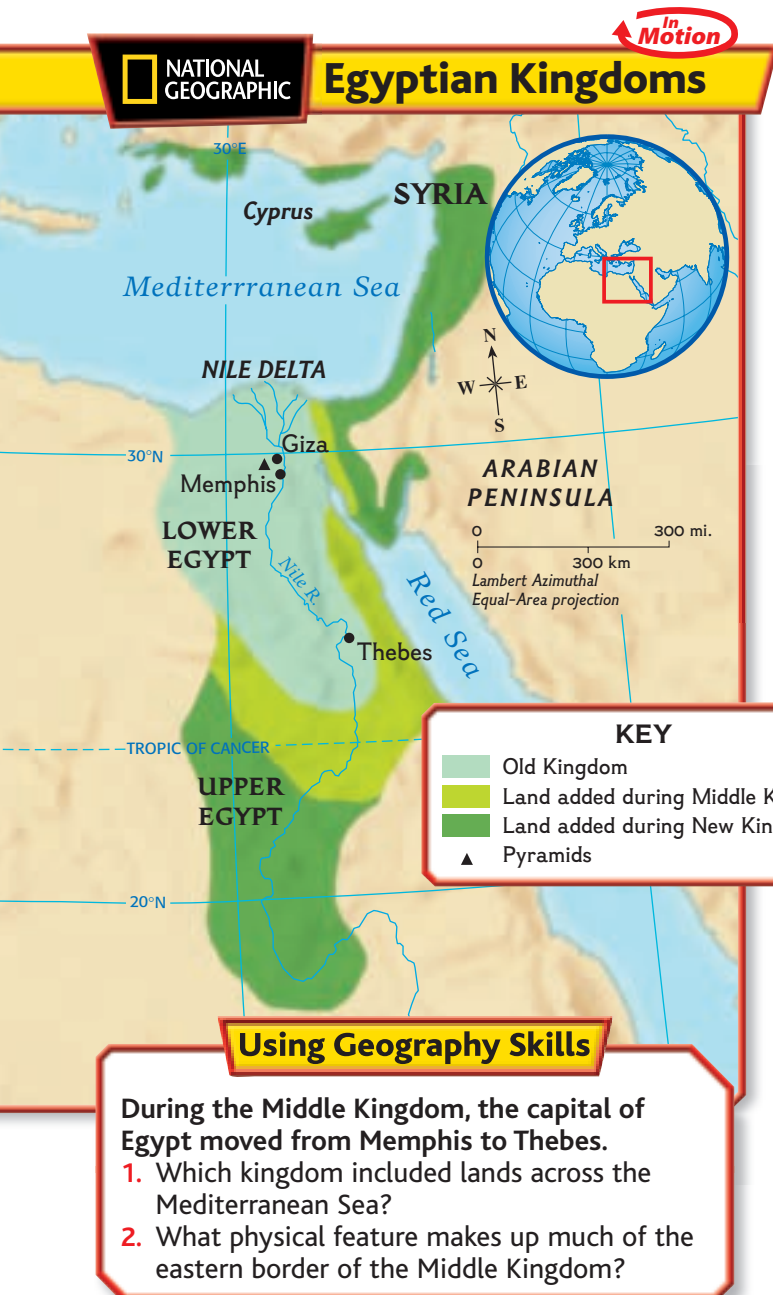 In
Motion
NATIONAL
GEOGRAPHIC
Egyptian Kingdoms
30°E
SYRIA
Cyprus
Mediterrranean Sea
NILE DELTA
N
W E
S
Giza
30°N
Memphis
ARABIAN
PENINSULA
LOWER
EGYPT
0 300 mi.
0 300 km
Lambert Azimuthal
Equal-Area projection
Nile R.
Red Sea
Thebes
TROPIC OF CANCER
UPPER
EGYPT
20°N
KEY
Old Kingdom
Land added during Middle K
Land added during New Kin
Pyramids
Using Geography Skills
During the Middle Kingdom, the capital of
Egypt moved from Memphis to Thebes.
1. Which kingdom included lands across the
Mediterranean Sea?
2. What physical feature makes up much of the
eastern border of the Middle Kingdom?